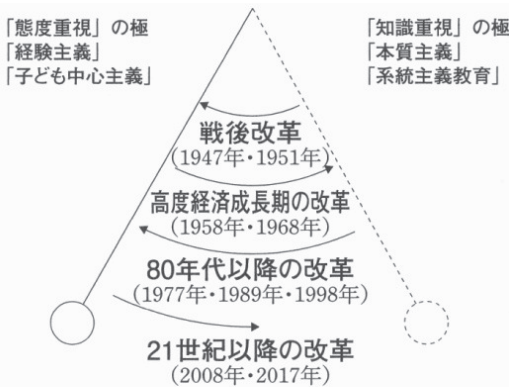 「態度重視」の極
「経験主義」
「子ども中心主義」
「知識重視」の極
「本質主義」
「系統主義教育」
戦後改革
(1947年・1951年)
高度経済成長期の改革
(1958年・1968年)
80年代以降の改革
(1977年・1989年・1998年)
21世紀以降の改革
(2008年・2017年)